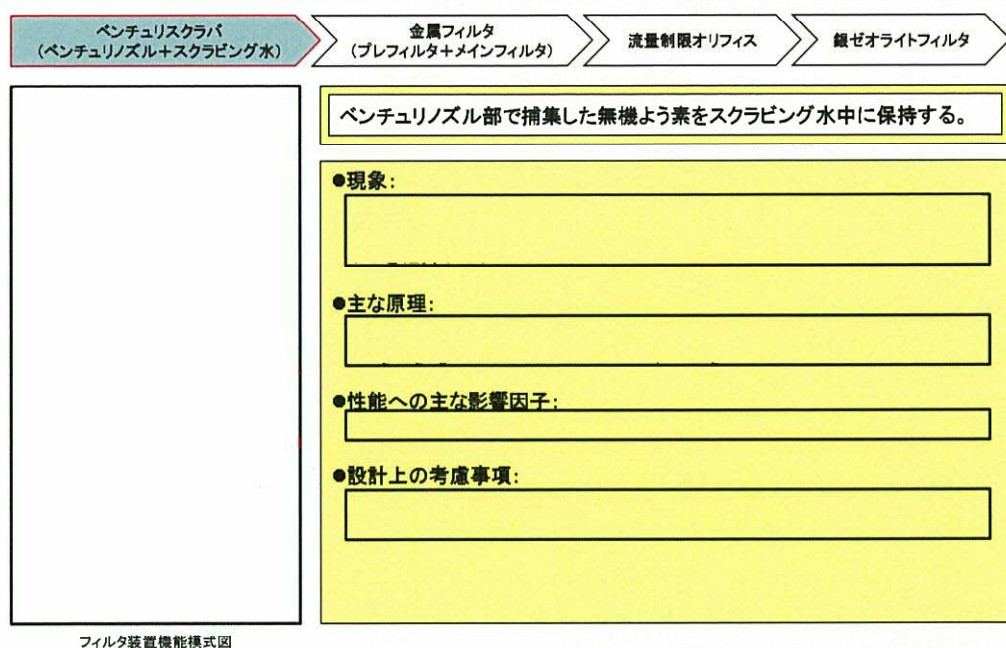 ベンチュリスクラバ
(ベンチュリノズル+スクラビング水)
金属フィルタ
(プレフィルタ+メインフィルタ)
流量制限オリフィス
銀ゼオライトフィルタ
ベンチュリノズル部で捕集した無機よう素をスクラビング水中に保持する。
●現象:
●主な原理:
●性能への主な影響因子:
●設計上の考慮事項:
フィルタ装置機能模式図